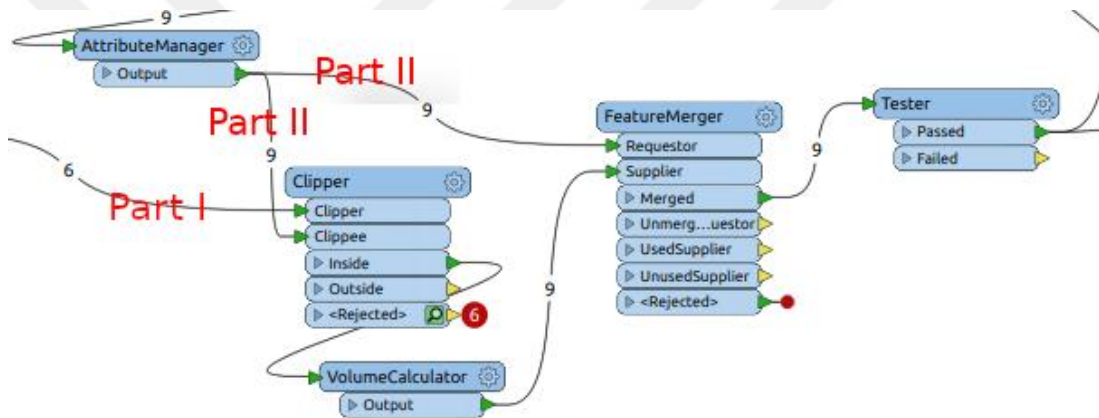 9
AttributeManager
Output
Part II
9
Part II
9
6
Part I
Clipper
Clipper
Clippee
Inside
Outside
<Rejected>
6
VolumeCalculator
Output
9
FeatureMerger
Requestor
Supplier
Merged
Unmerg...uestor
UsedSupplier
UnusedSupplier
<Rejected>
9
Tester
Passed
Failed